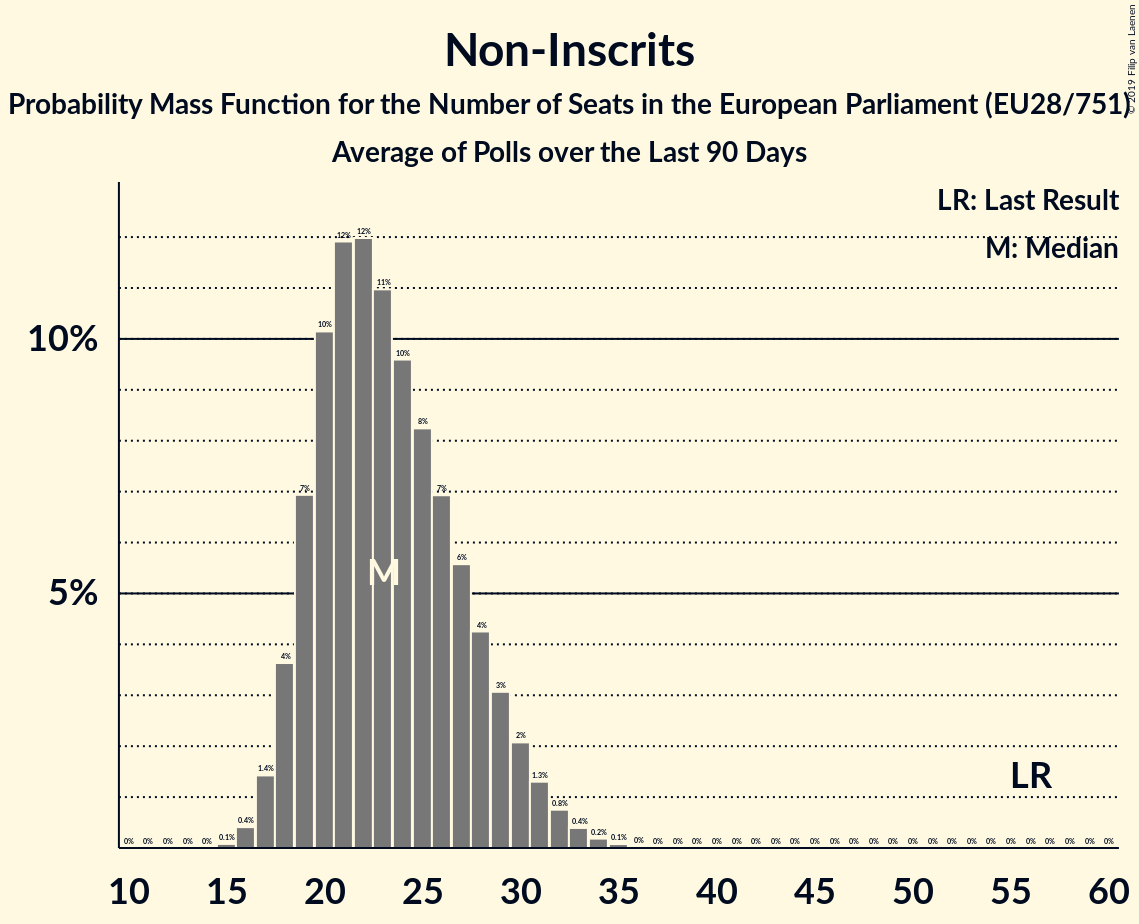 Non-Inscrits
Probability Mass Function for the Number of Seats in the European Parliament (EU28/751)
Average of Polls over the Last 90 Days
© 2019 Filip van Laenen
LR: Last Result
M: Median
10%
5%
0% 0% 0% 0% 0% 0.1% 0.4% 1.4% 4% 7% 10% 12% 12% 11% 10% 8% 7% 6% 4% 3% 2% 1.3% 0.8% 0.4% 0.2% 0.1% 0% 0% 0% 0% 0% 0% 0% 0% 0% 0% 0% 0% 0% 0% 0% 0% 0% 0% 0% 0% 0% 0% 0% 0% 0%
M
LR
10 15 20 25 30 35 40 45 50 55 60